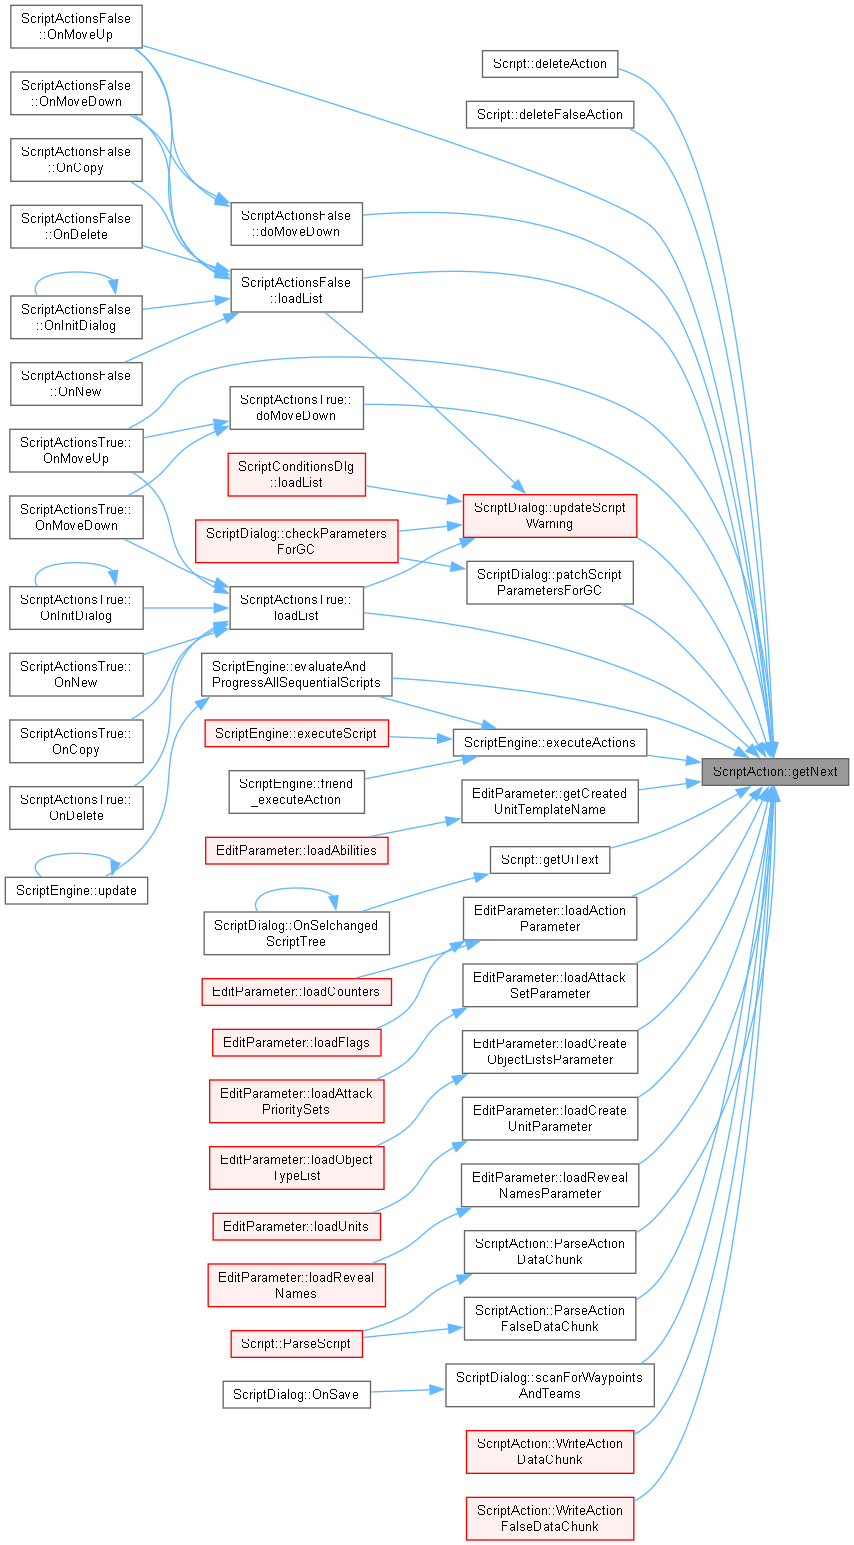 ScriptActionsFalse
::OnMoveUp
ScriptActionsFalse
::OnMoveDown
ScriptActionsFalse
::OnCopy
ScriptActionsFalse
::OnDelete
ScriptActionsFalse
::OnInitDialog
ScriptActionsFalse
::OnNew
ScriptActionsTrue::
OnMoveUp
ScriptActionsTrue::
OnMoveDown
ScriptActionsTrue::
OnInitDialog
ScriptActionsTrue::
OnNew
ScriptActionsTrue::
OnCopy
ScriptActionsTrue::
OnDelete
ScriptEngine::update
ScriptActionsFalse
::doMoveDown
ScriptActionsFalse
::loadList
ScriptActionsTrue::
doMoveDown
ScriptConditionsDlg
::loadList
ScriptDialog::checkParameters
ForGC
ScriptActionsTrue::
loadList
ScriptEngine::evaluateAnd
ProgressAllSequentialScripts
ScriptEngine::executeScript
ScriptEngine::friend
_executeAction
EditParameter::loadAbilities
ScriptDialog::OnSelchanged
ScriptTree
EditParameter::loadCounters
EditParameter::loadFlags
EditParameter::loadAttack
PrioritySets
EditParameter::loadObject
TypeList
EditParameter::loadUnits
EditParameter::loadReveal
Names
Script::ParseScript
ScriptDialog::OnSave
Script::deleteAction
Script::deleteFalseAction
ScriptDialog::updateScript
Warning
ScriptDialog::patchScript
ParametersForGC
ScriptEngine::executeActions
EditParameter::getCreated
UnitTemplateName
Script::getUiText
EditParameter::loadAction
Parameter
EditParameter::loadAttack
SetParameter
EditParameter::loadCreate
ObjectListsParameter
EditParameter::loadCreate
UnitParameter
EditParameter::loadReveal
NamesParameter
ScriptAction::ParseAction
DataChunk
ScriptAction::ParseAction
FalseDataChunk
ScriptDialog::scanForWaypoints
AndTeams
ScriptAction::WriteAction
DataChunk
ScriptAction::WriteAction
FalseDataChunk
ScriptAction::getNext